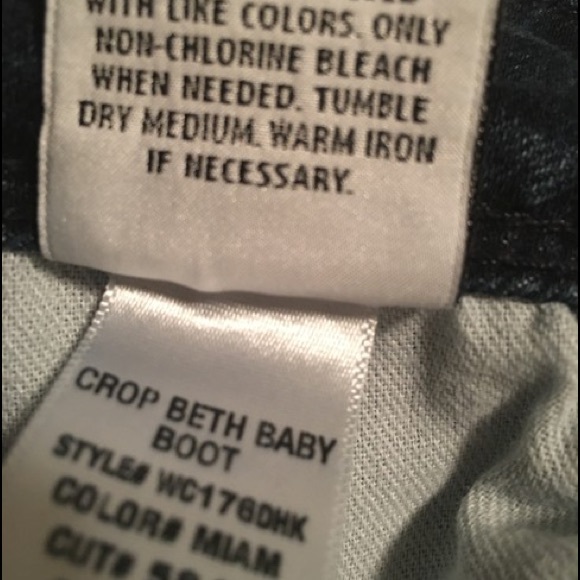 WITH LIKE COLORS. ONLY
NON-CHLORINE BLEACH
WHEN NEEDED. TUMBLE
DRY MEDIUM. WARM IRON
IF NECESSARY.
CROP BETH BABY
BOOT
STYLE# WC176DHK
COLOR# MIAM
CUT#